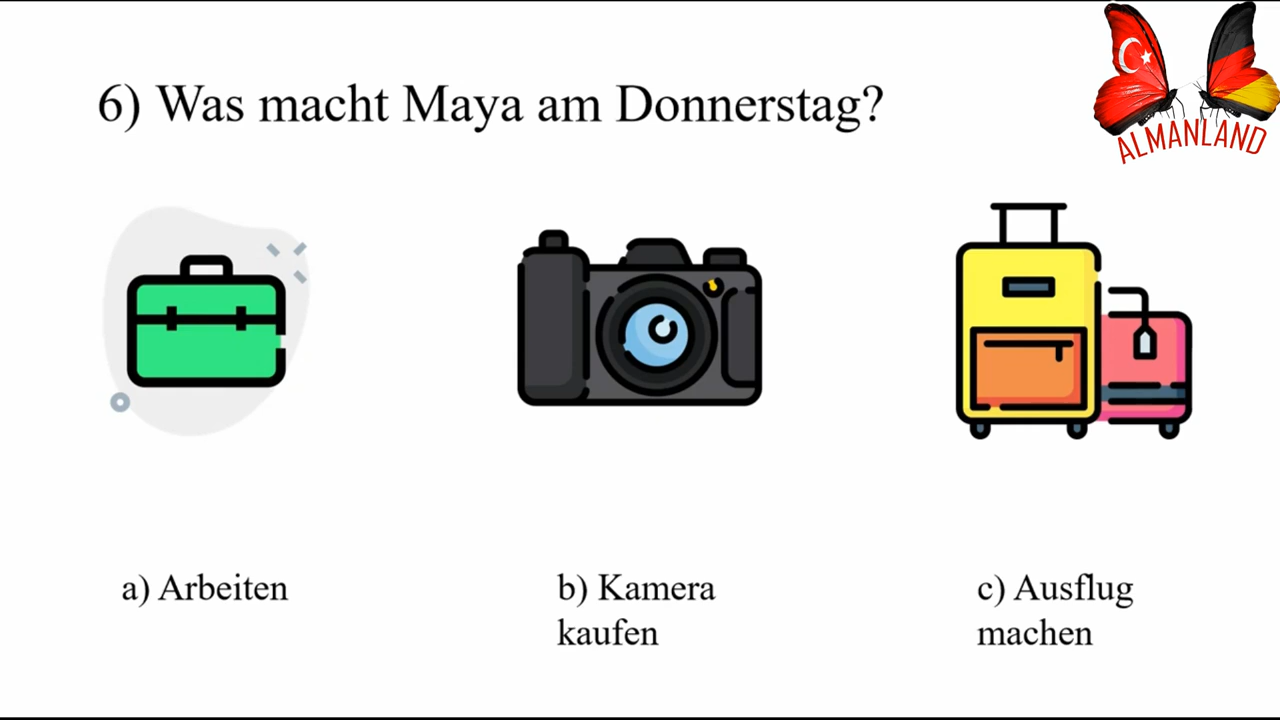 ALMANLAND
6) Was macht Maya am Donnerstag?
a) Arbeiten
b) Kamera
kaufen
c) Ausflug
machen